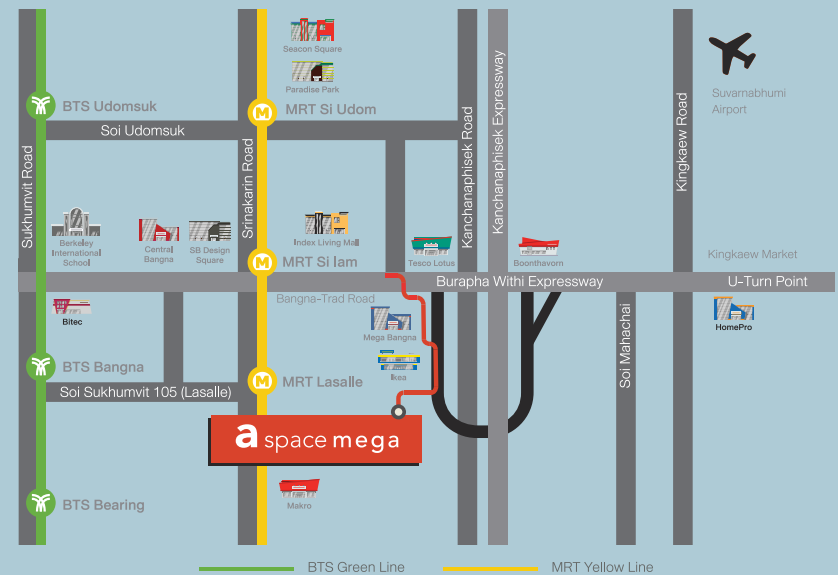 Seacon Square
Paradise Park
BTS Udomsuk
MRT Si Udom
Soi Udomsuk
Sukhumvit Road
Srinakarin Road
Kanchanaphisek Road
Kanchanaphisek Expressway
Kingkaew Road
Suvarnabhumi
Airport
Berkeley
International
School
Central
Bangna
SB Design
Square
Index Living Mall
MRT Si Iam
Tesco Lotus
Boonthavorn
Kingkaew Market
Burapha Withi Expressway
U-Turn Point
Bangna-Trad Road
Bitec
Mega Bangna
HomePro
Ikea
BTS Bangna
MRT Lasalle
Soi Sukhumvit 105 (Lasalle)
Soi Mahachai
a space mega
BTS Bearing
Makro
BTS Green Line
MRT Yellow Line